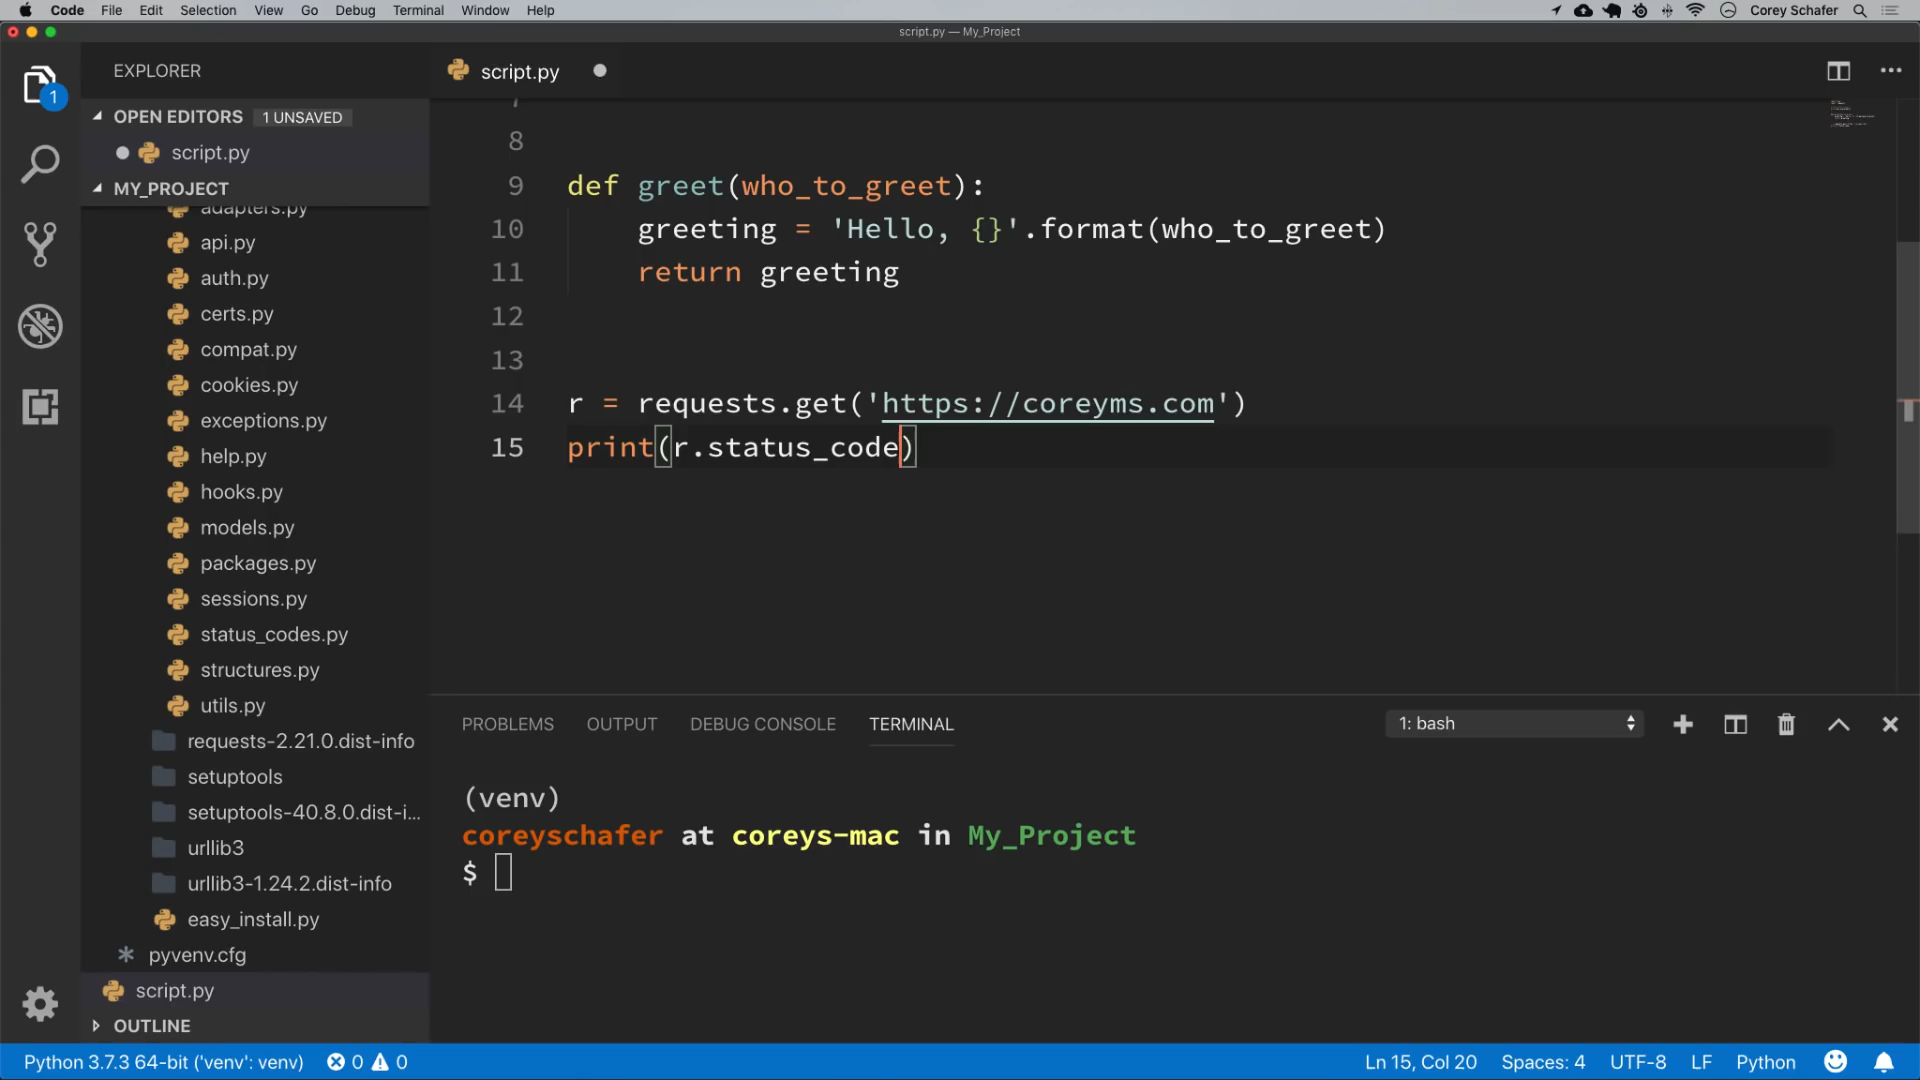 Code File Edit Selection View Go Debug Terminal Window Help Corey Schafer
script.py — My_Project
EXPLORER
OPEN EDITORS 1 UNSAVED
script.py
MY_PROJECT
adapters.py
api.py
auth.py
certs.py
compat.py
cookies.py
exceptions.py
help.py
hooks.py
models.py
packages.py
sessions.py
status_codes.py
structures.py
utils.py
requests-2.21.0.dist-info
setuptools
setuptools-40.8.0.dist-i...
urllib3
urllib3-1.24.2.dist-info
easy_install.py
pyvenv.cfg
script.py
OUTLINE
1
script.py
7
8
9 def greet(who_to_greet):
10 greeting = 'Hello, {}'.format(who_to_greet)
11 return greeting
12
13
14 r = requests.get('https://coreyms.com')
15 print(r.status_code)
PROBLEMS OUTPUT DEBUG CONSOLE TERMINAL 1: bash
(venv)
coreyschafer at coreys-mac in My_Project
$
Python 3.7.3 64-bit ('venv': venv) 0 0 Ln 15, Col 20 Spaces: 4 UTF-8 LF Python